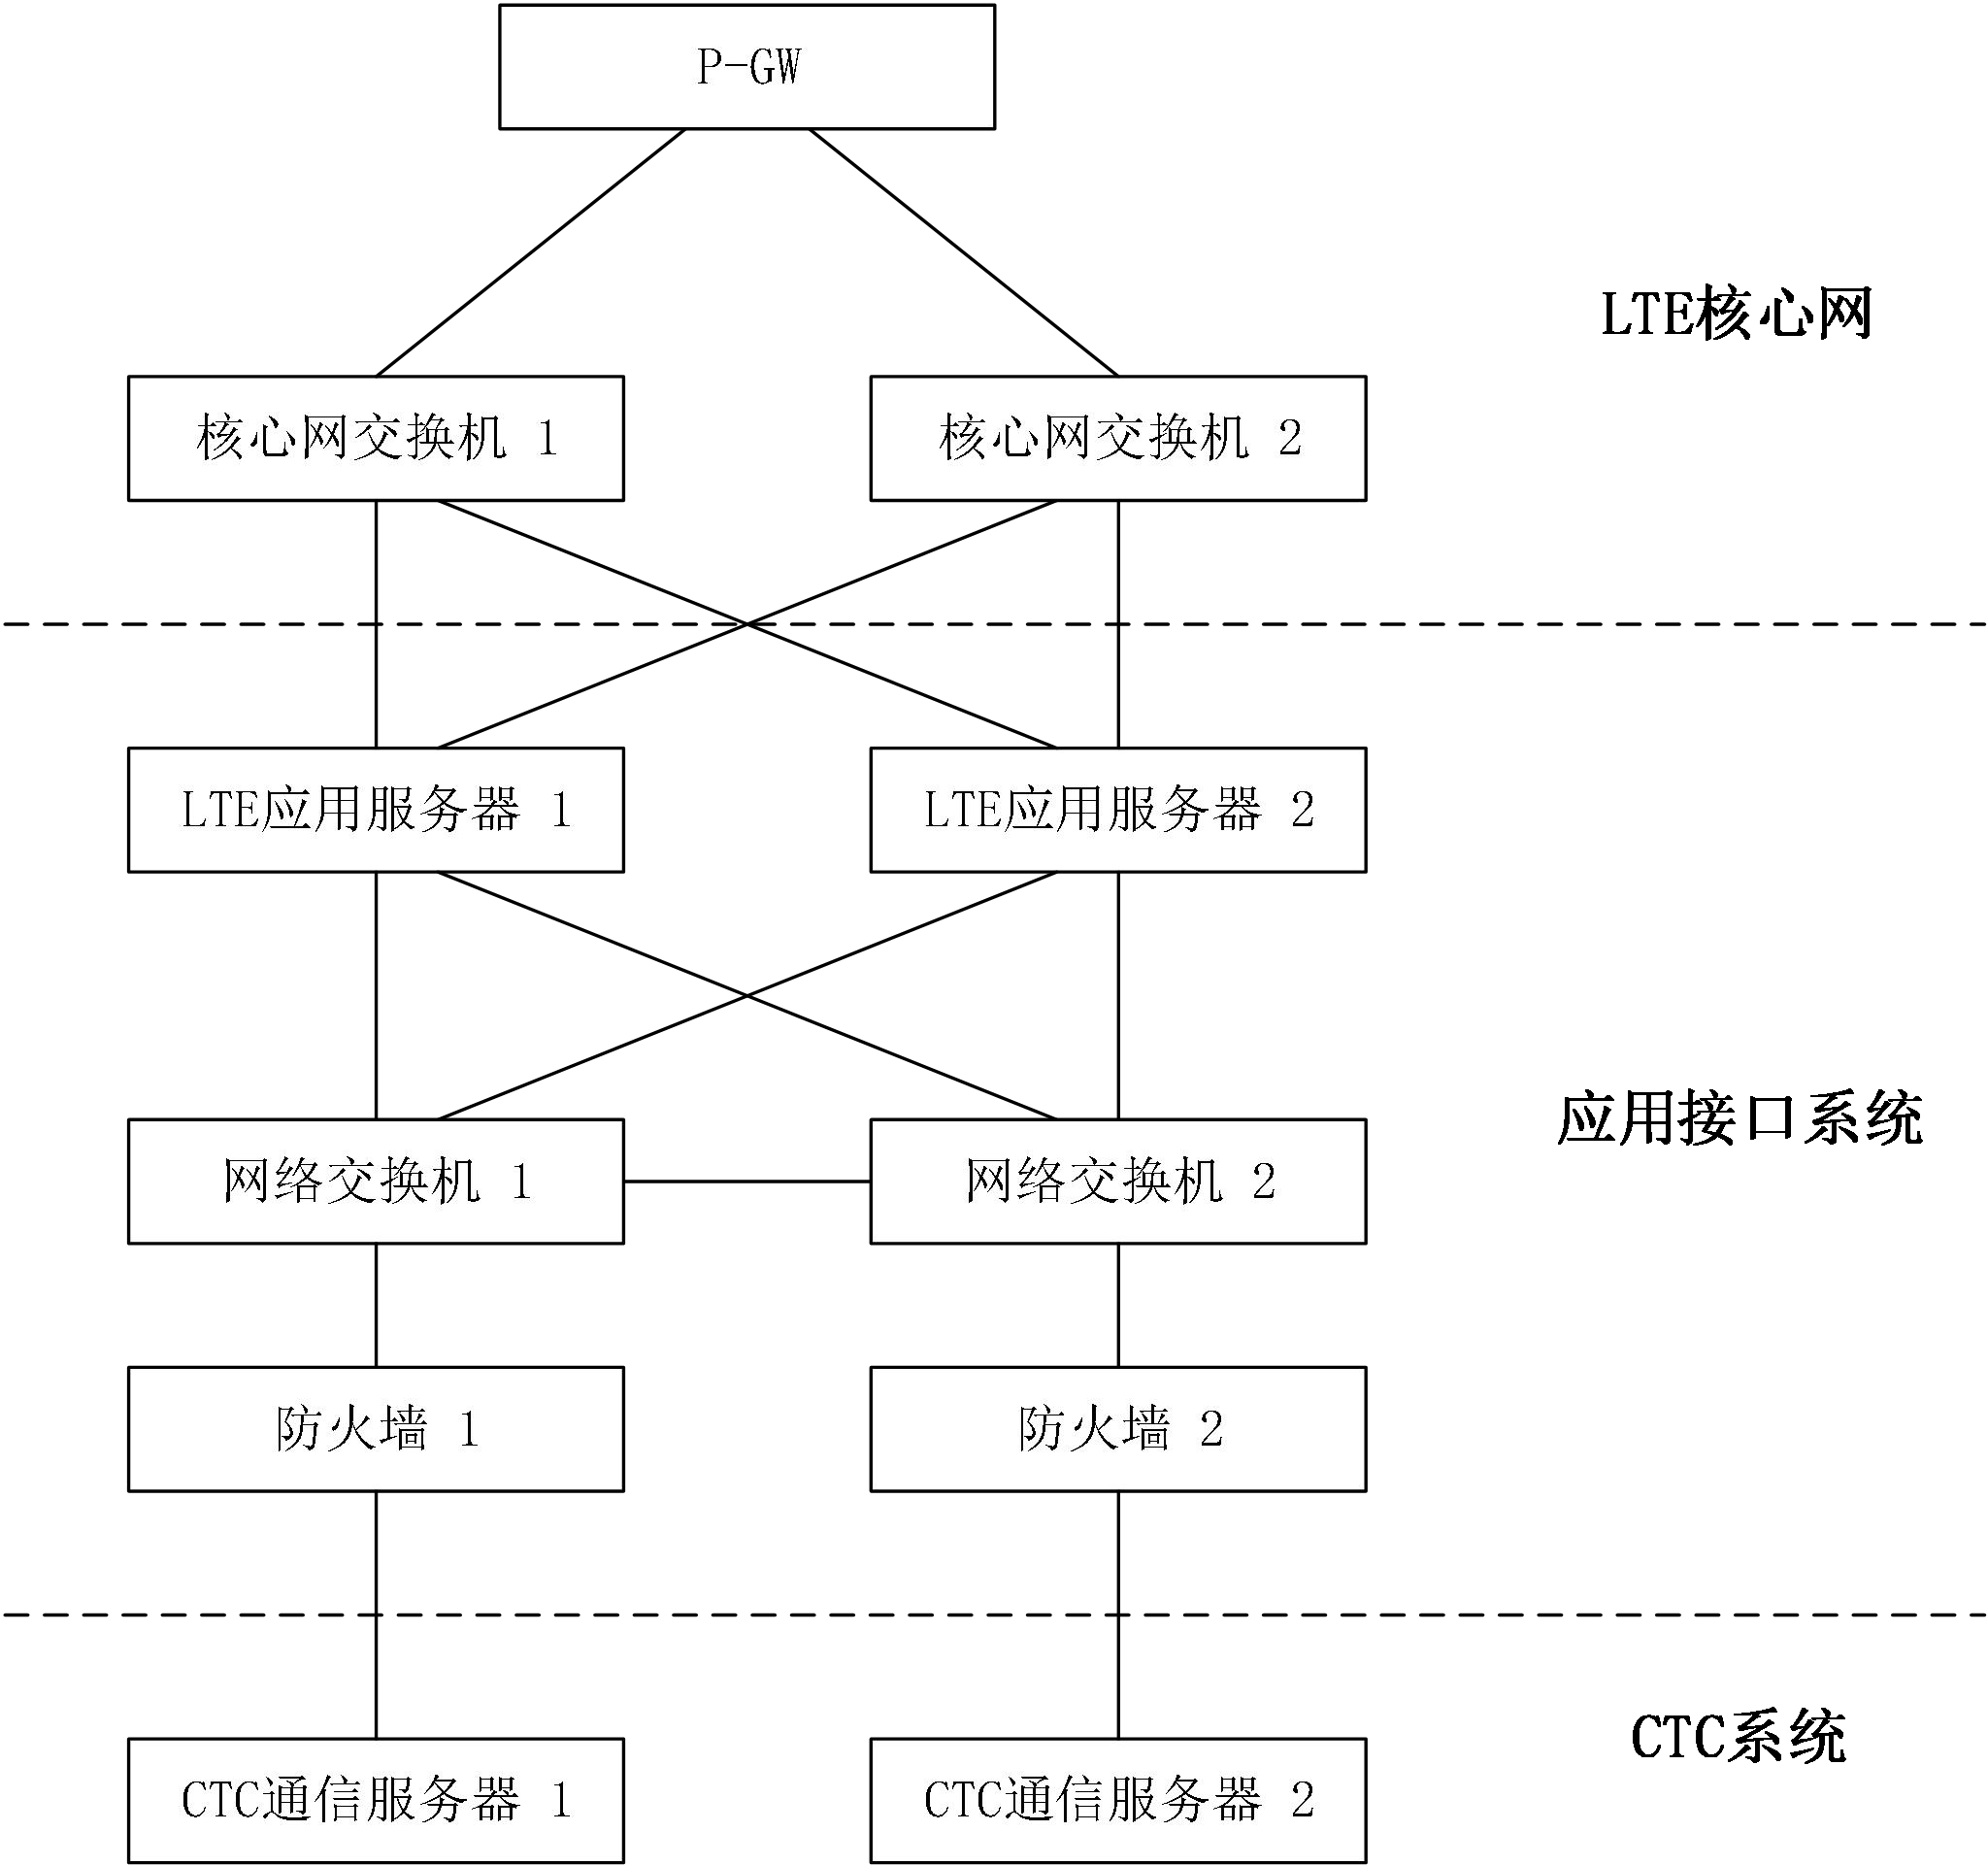 P-GW
LTE核心网
核心网交换机 1
核心网交换机 2
LTE应用服务器 1
LTE应用服务器 2
应用接口系统
网络交换机 1
网络交换机 2
防火墙 1
防火墙 2
CTC系统
CTC通信服务器 1
CTC通信服务器 2